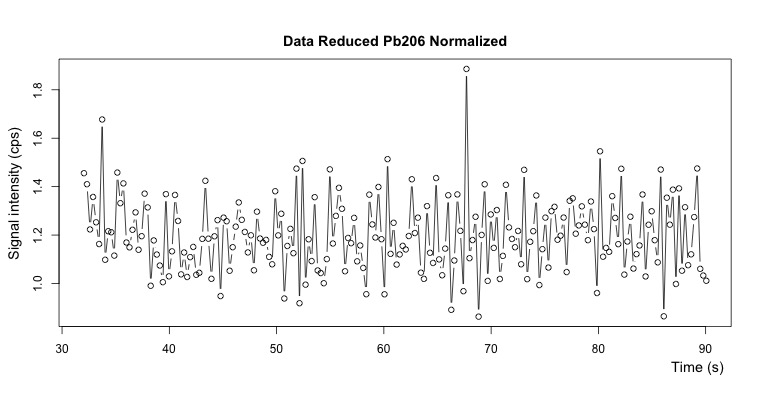 Data Reduced Pb206 Normalized
Signal intensity (cps)
1.8
1.6
1.4
1.2
1.0
30 40 50 60 70 80 90
Time (s)